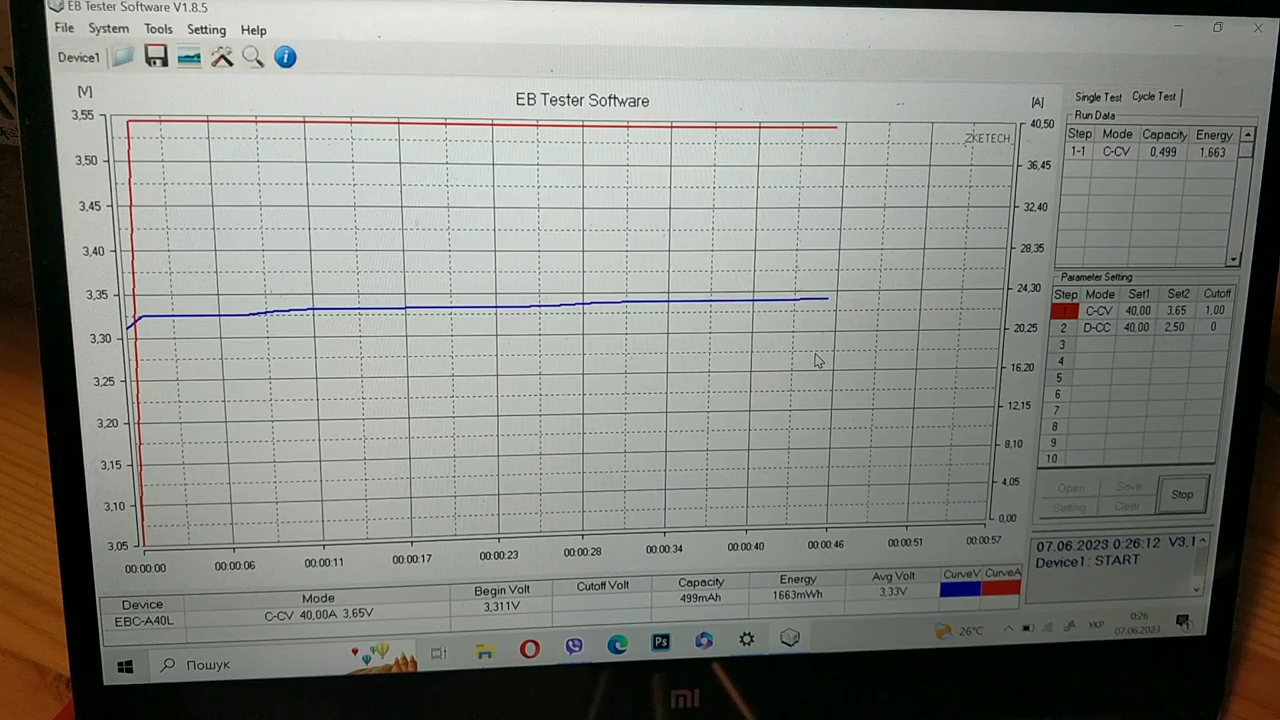 EB Tester Software V1.8.5
File System Tools Setting Help
Device1
[V] EB Tester Software [A]
3,55
3,50
3,45
3,40
3,35
3,30
3,25
3,20
3,15
3,10
3,05
ZKETECH
40,50
36,45
32,40
28,35
24,30
20,25
16,20
12,15
8,10
4,05
0,00
00:00:00 00:00:06 00:00:11 00:00:17 00:00:23 00:00:28 00:00:34 00:00:40 00:00:46 00:00:51 00:00:57
Single Test Cycle Test
Run Data
Step Mode Capacity Energy
1-1 C-CV 0,499 1,663
Parameter Setting
Step Mode Set1 Set2 Cutoff
1 C-CV 40,00 3,65 1,00
2 D-CC 40,00 2,50 0
3
4
5
6
7
8
9
10
Open Save
Setting Clear
Stop
07.06.2023 0:26:12 V3,1
Device1: START
Device Mode Begin Volt Cutoff Volt Capacity Energy Avg Volt CurveV CurveA
EBC-A40L C-CV 40,00A 3,65V 3,311V 499mAh 1663mWh 3,33V
Пошук
Ps
26°C
УКР
0:26
07.06.2023
mi